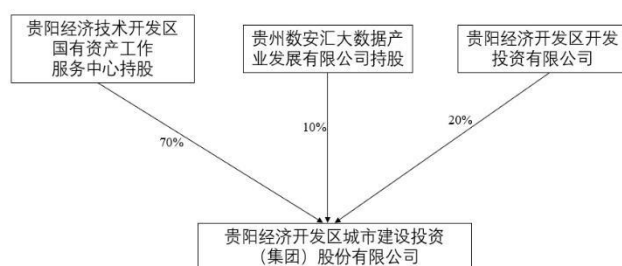 贵阳经济技术开发区
国有资产工作
服务中心持股
贵州数安汇大数据产
业发展有限公司持股
贵阳经济开发区开发
投资有限公司
70%
10%
20%
贵阳经济开发区城市建设投资
（集团）股份有限公司